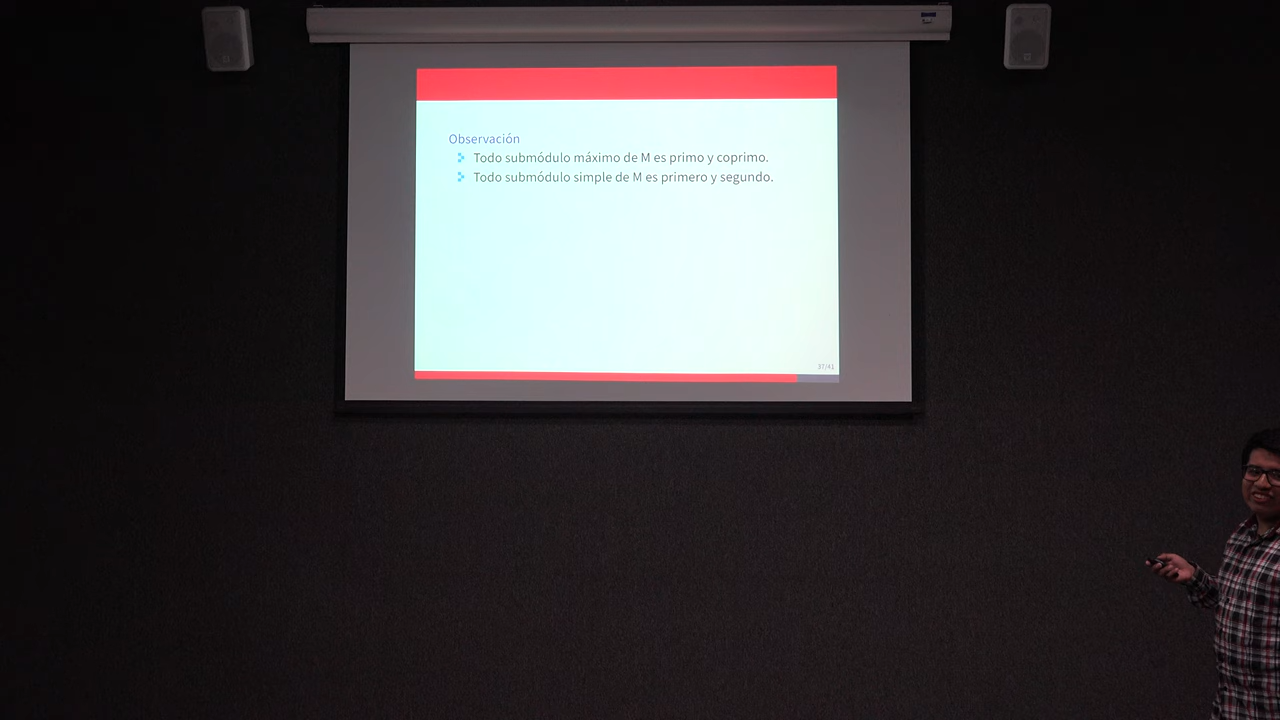 Observación
Todo submódulo máximo de M es primo y coprimo.
Todo submódulo simple de M es primero y segundo.
37/41